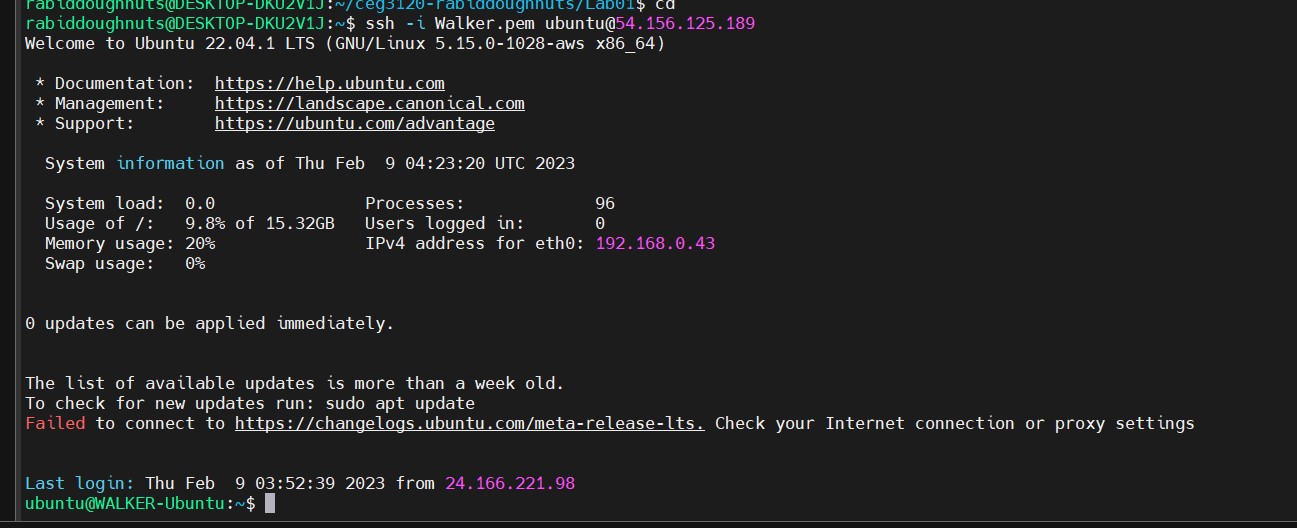 rabiddoughnuts@DESKTOP-DKU2V1J:~/ceg3120-rabiddoughnuts/Lab01$ cd
rabiddoughnuts@DESKTOP-DKU2V1J:~$ ssh -i Walker.pem ubuntu@54.156.125.189
Welcome to Ubuntu 22.04.1 LTS (GNU/Linux 5.15.0-1028-aws x86_64)

 * Documentation:  https://help.ubuntu.com
 * Management:     https://landscape.canonical.com
 * Support:        https://ubuntu.com/advantage

  System information as of Thu Feb  9 04:23:20 UTC 2023

  System load:  0.0               Processes:             96
  Usage of /:   9.8% of 15.32GB   Users logged in:       0
  Memory usage: 20%               IPv4 address for eth0: 192.168.0.43
  Swap usage:   0%

0 updates can be applied immediately.

The list of available updates is more than a week old.
To check for new updates run: sudo apt update
Failed to connect to https://changelogs.ubuntu.com/meta-release-lts. Check your Internet connection or proxy settings

Last login: Thu Feb  9 03:52:39 2023 from 24.166.221.98
ubuntu@WALKER-Ubuntu:~$